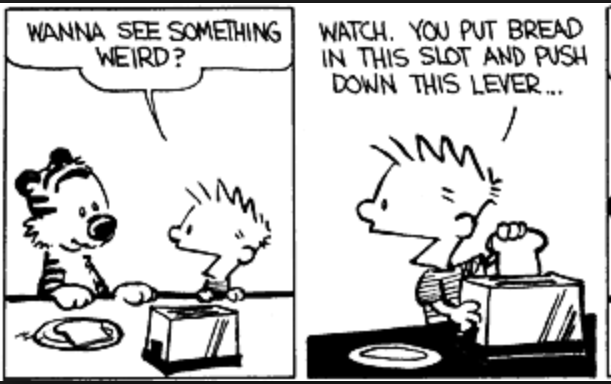 WANNA SEE SOMETHING
WEIRD?
WATCH. YOU PUT BREAD
IN THIS SLOT AND PUSH
DOWN THIS LEVER...